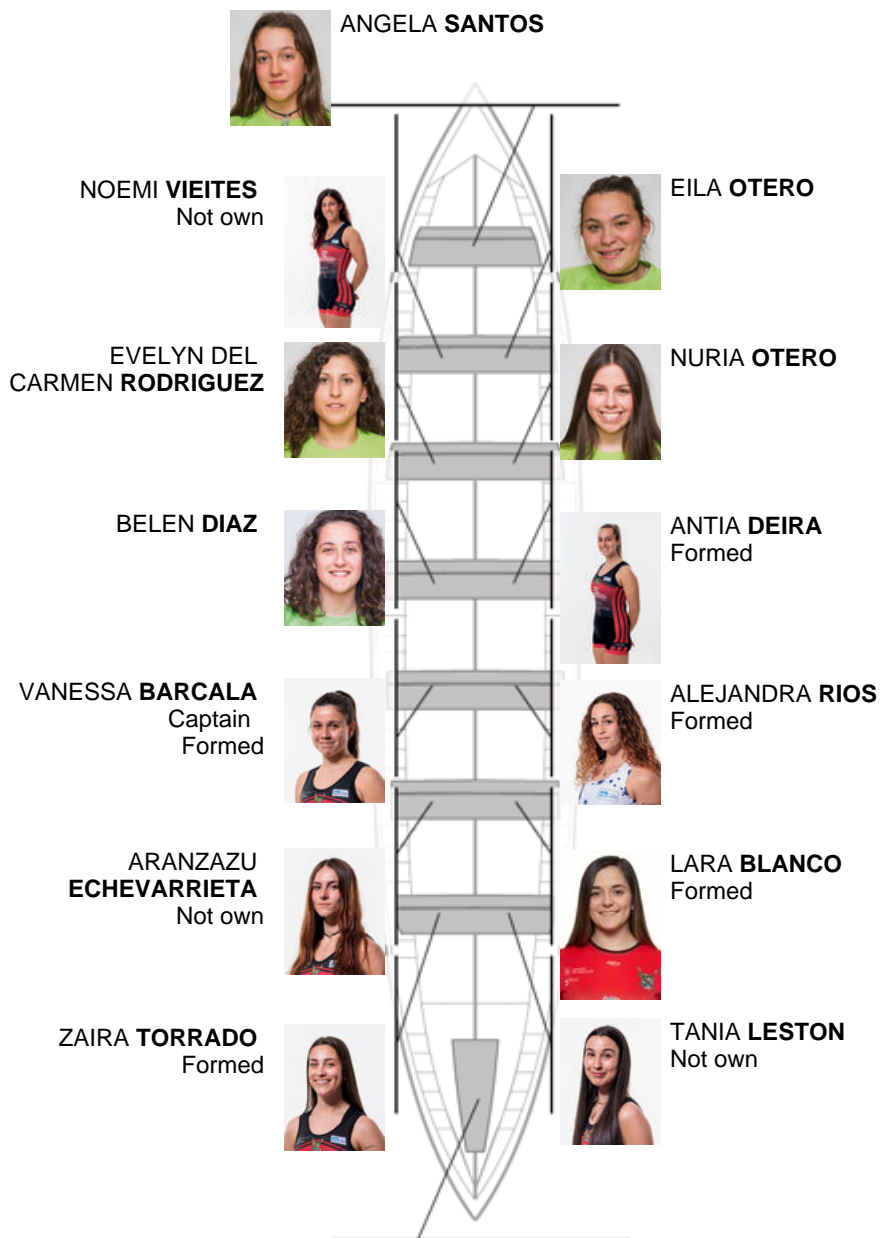 ANGELA SANTOS
NOEMI VIEITES
Not own
EILA OTERO
EVELYN DEL
CARMEN RODRIGUEZ
NURIA OTERO
BELEN DIAZ
ANTIA DEIRA
Formed
VANESSA BARCALA
Captain
Formed
ALEJANDRA RIOS
Formed
ARANZAZU
ECHEVARRIETA
Not own
LARA BLANCO
Formed
ZAIRA TORRADO
Formed
TANIA LESTON
Not own